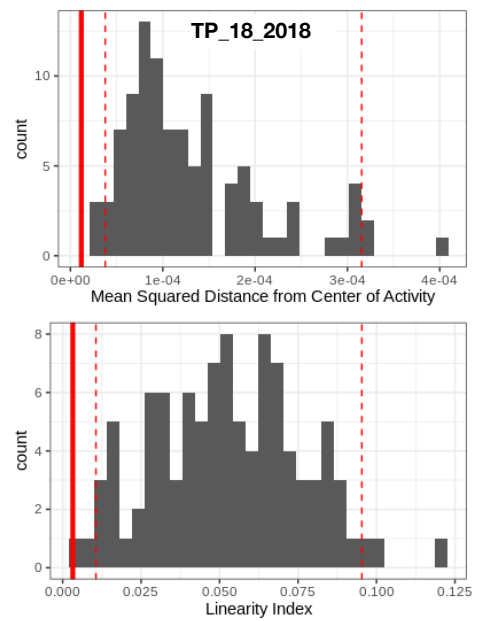 TP_18_2018
10
5
0
count
0e+00 1e-04 2e-04 3e-04 4e-04
Mean Squared Distance from Center of Activity
8
6
4
2
0
count
0.000 0.025 0.050 0.075 0.100 0.125
Linearity Index